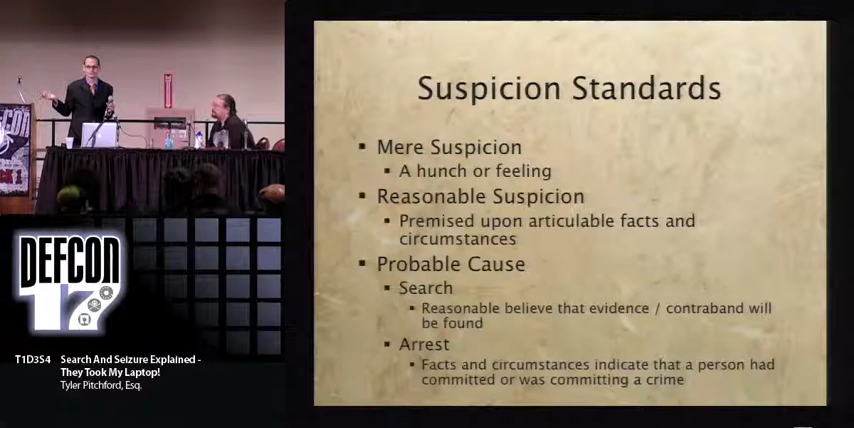 DEFCON
DEFCON
17
T1D3S4 Search And Seizure Explained -
They Took My Laptop!
Tyler Pitchford, Esq.
Suspicion Standards
▪ Mere Suspicion
▪ A hunch or feeling
▪ Reasonable Suspicion
▪ Premised upon articulable facts and
circumstances
▪ Probable Cause
▪ Search
▪ Reasonable believe that evidence / contraband will
be found
▪ Arrest
▪ Facts and circumstances indicate that a person had
committed or was committing a crime